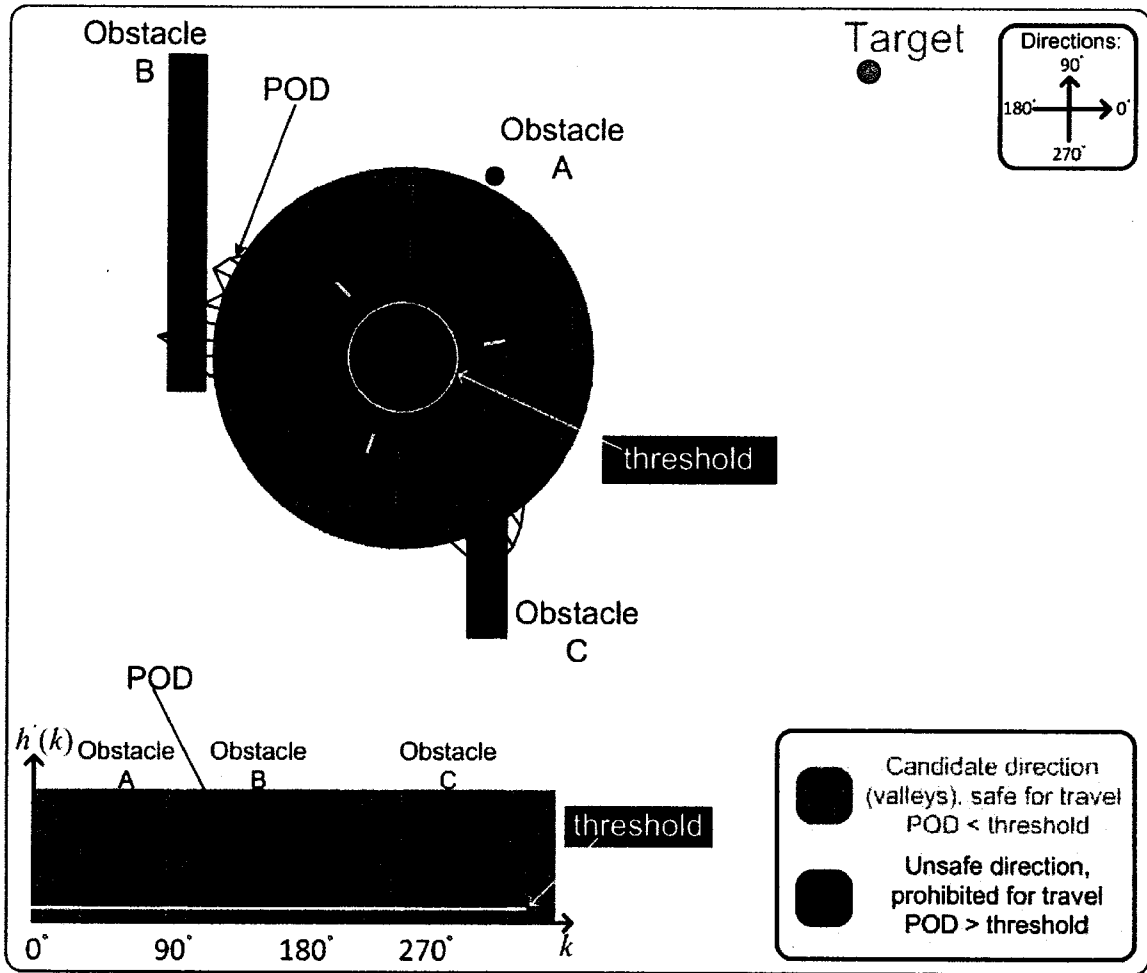 Obstacle
B
POD
Obstacle
A
Target
Directions:
90°
180°
0°
270°
threshold
Obstacle
C
POD
h'(k)
Obstacle
A
Obstacle
B
Obstacle
C
threshold
0°
90°
180°
270°
k
Candidate direction
(valleys). safe for travel
POD < threshold
Unsafe direction,
prohibited for travel
POD > threshold